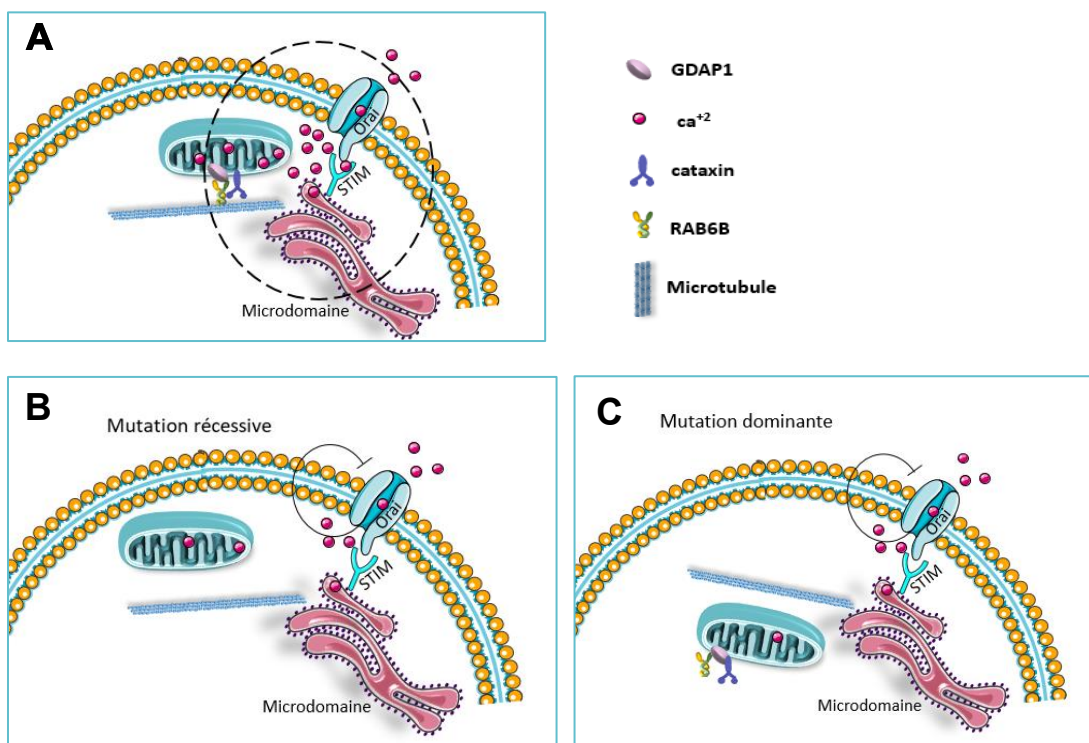 A
Orai
STIM
Microdomaine
GDAP1
ca⁺²
cataxin
RAB6B
Microtubule
B
Mutation récessive
Orai
STIM
Microdomaine
C
Mutation dominante
Orai
STIM
Microdomaine